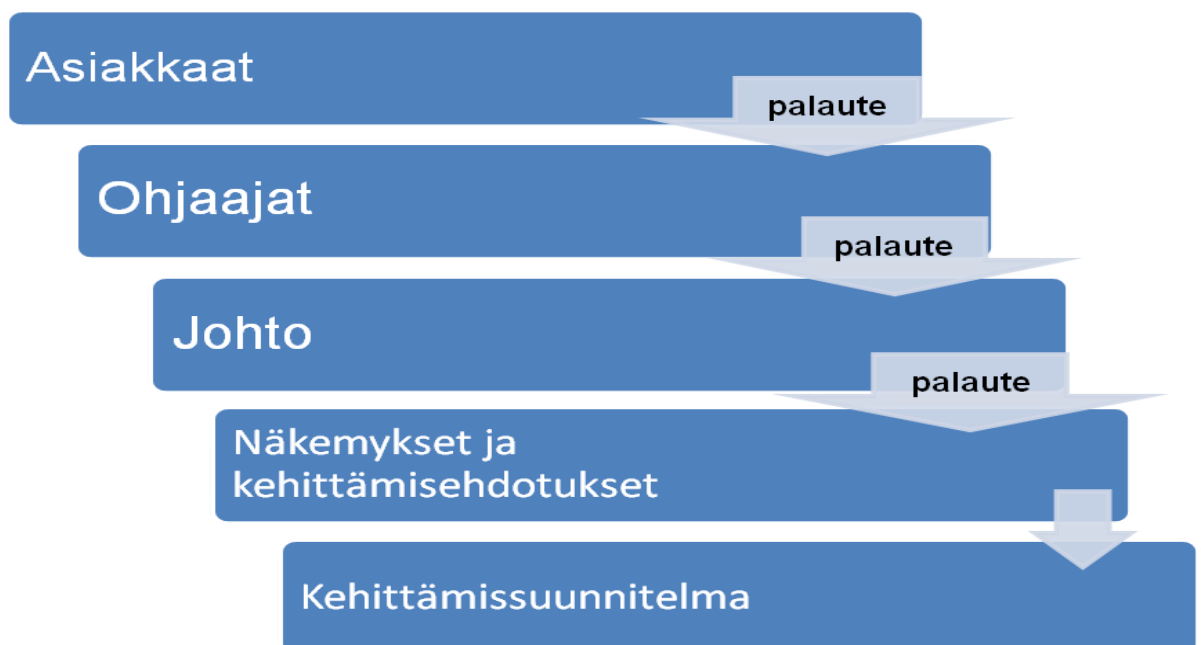 Asiakkaat
palaute
Ohjaajat
palaute
Johto
palaute
Näkemykset ja
kehittämisehdotukset
Kehittämissuunnitelma